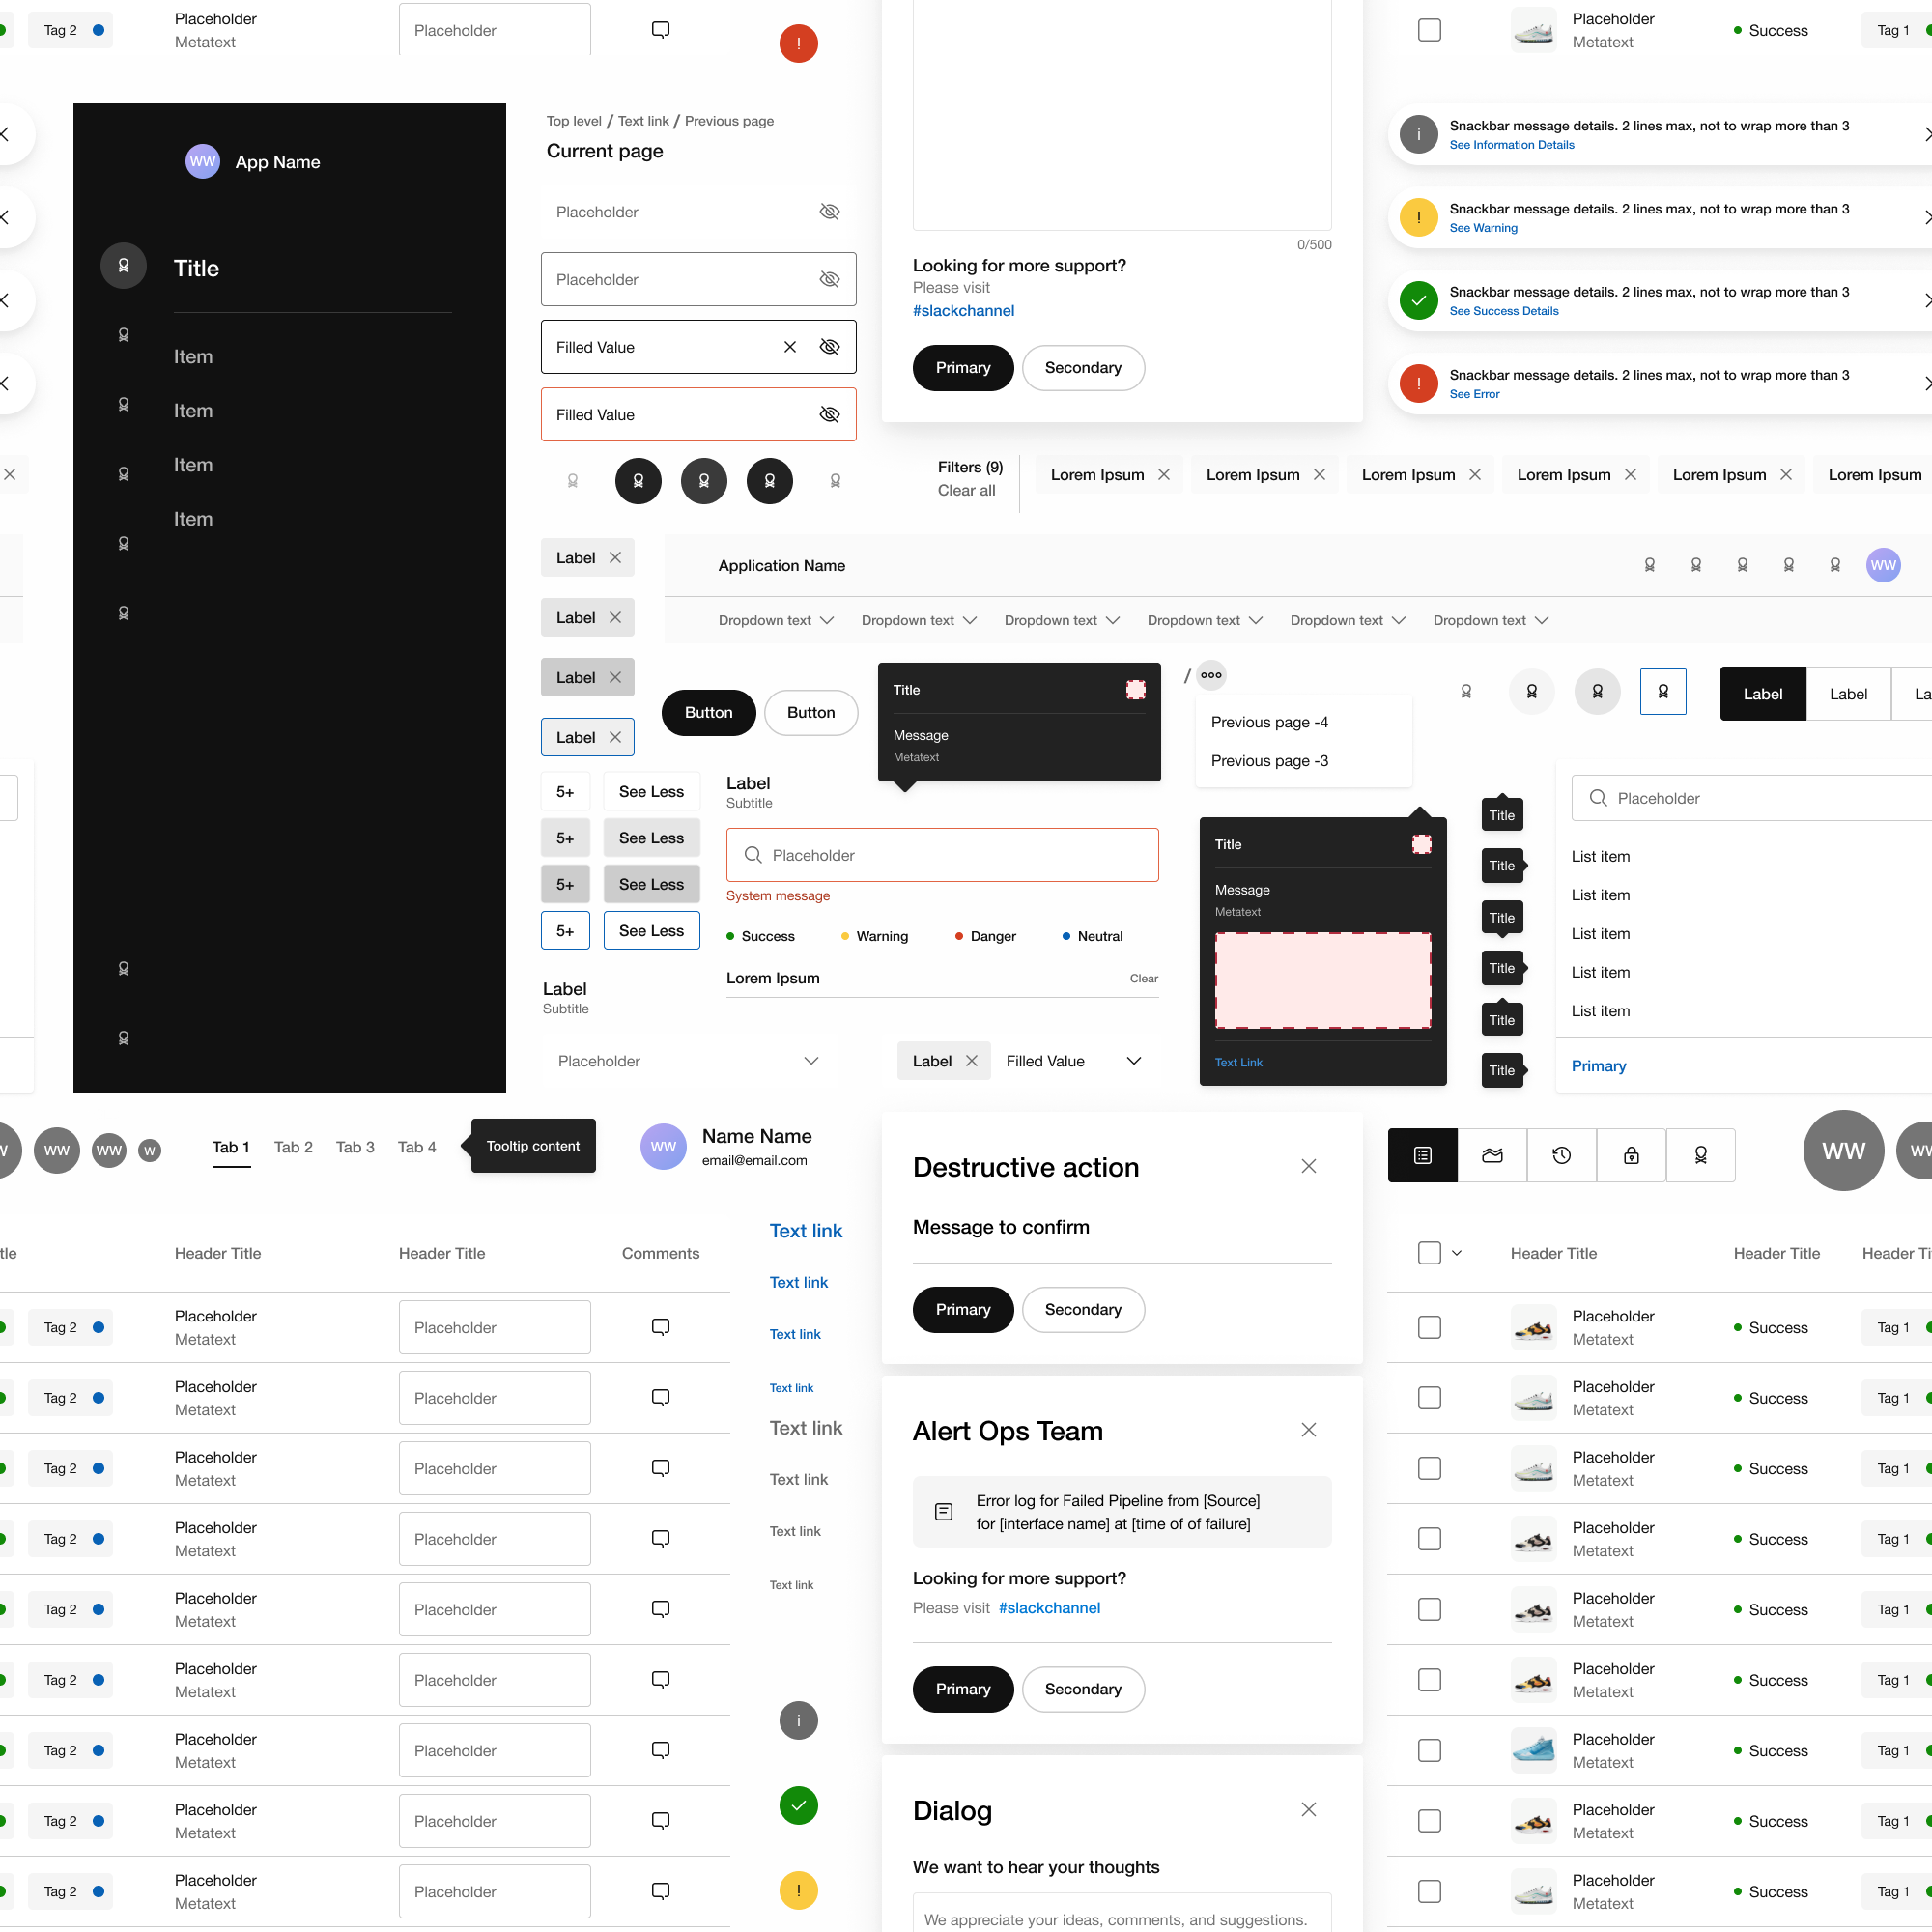 Tag 2
Placeholder
Metatext
Placeholder
!
Placeholder
Metatext
Success
Tag 1
WW
App Name
Title
Item
Item
Item
Item
Top level / Text link / Previous page
Current page
Placeholder
Placeholder
Filled Value
Filled Value
0/500
Looking for more support?
Please visit
#slackchannel
Primary
Secondary
i
Snackbar message details. 2 lines max, not to wrap more than 3
See Information Details
!
Snackbar message details. 2 lines max, not to wrap more than 3
See Warning
Snackbar message details. 2 lines max, not to wrap more than 3
See Success Details
!
Snackbar message details. 2 lines max, not to wrap more than 3
See Error
Filters (9)
Clear all
Lorem Ipsum
Lorem Ipsum
Lorem Ipsum
Lorem Ipsum
Lorem Ipsum
Lorem Ipsum
Label
Label
Label
Label
Application Name
WW
Dropdown text
Dropdown text
Dropdown text
Dropdown text
Dropdown text
Dropdown text
Button
Button
Title
Message
Metatext
/
Previous page -4
Previous page -3
Label
Label
La
5+
See Less
5+
See Less
5+
See Less
5+
See Less
Label
Subtitle
Placeholder
System message
Success
Warning
Danger
Neutral
Lorem Ipsum
Clear
Label
Subtitle
Placeholder
Label
Filled Value
Title
Message
Metatext
Text Link
Title
Title
Title
Title
Title
Title
Placeholder
List item
List item
List item
List item
List item
Primary
WW
WW
W
Tab 1
Tab 2
Tab 3
Tab 4
Tooltip content
WW
Name Name
email@email.com
Destructive action
Message to confirm
Primary
Secondary
WW
WW
Header Title
Header Title
Comments
Tag 2
Placeholder
Metatext
Placeholder
Tag 2
Placeholder
Metatext
Placeholder
Tag 2
Placeholder
Metatext
Placeholder
Tag 2
Placeholder
Metatext
Placeholder
Tag 2
Placeholder
Metatext
Placeholder
Tag 2
Placeholder
Metatext
Placeholder
Tag 2
Placeholder
Metatext
Placeholder
Tag 2
Placeholder
Metatext
Placeholder
Tag 2
Placeholder
Metatext
Placeholder
Text link
Text link
Text link
Text link
Text link
Text link
Text link
Text link
i
!
Alert Ops Team
Error log for Failed Pipeline from [Source]
for [interface name] at [time of of failure]
Looking for more support?
Please visit #slackchannel
Primary
Secondary
Dialog
We want to hear your thoughts
We appreciate your ideas, comments, and suggestions.
Header Title
Header Title
Header Ti
Placeholder
Metatext
Success
Tag 1
Placeholder
Metatext
Success
Tag 1
Placeholder
Metatext
Success
Tag 1
Placeholder
Metatext
Success
Tag 1
Placeholder
Metatext
Success
Tag 1
Placeholder
Metatext
Success
Tag 1
Placeholder
Metatext
Success
Tag 1
Placeholder
Metatext
Success
Tag 1
Placeholder
Metatext
Success
Tag 1